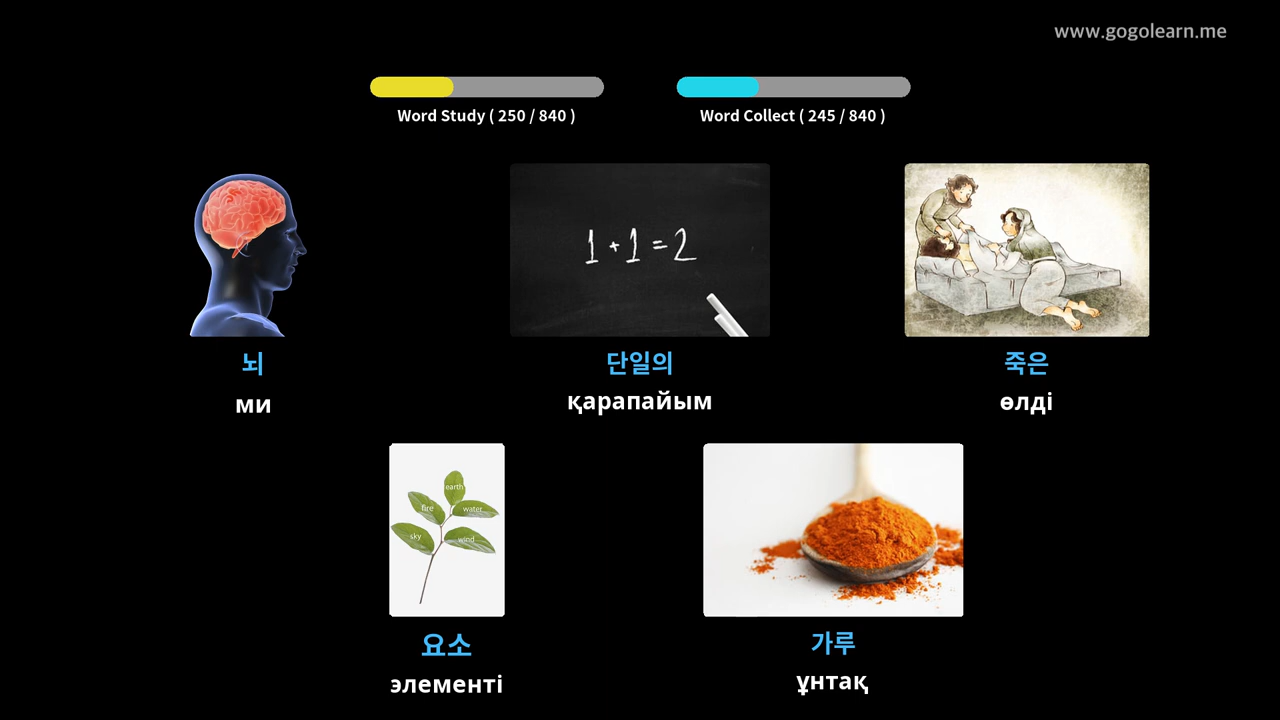 www.gogolearn.me
Word Study ( 250 / 840 )
Word Collect ( 245 / 840 )
1 + 1 = 2
뇌
단일의
죽은
ми
қарапайым
өлді
earth
fire
water
sky
wind
요소
가루
элементі
ұнтақ